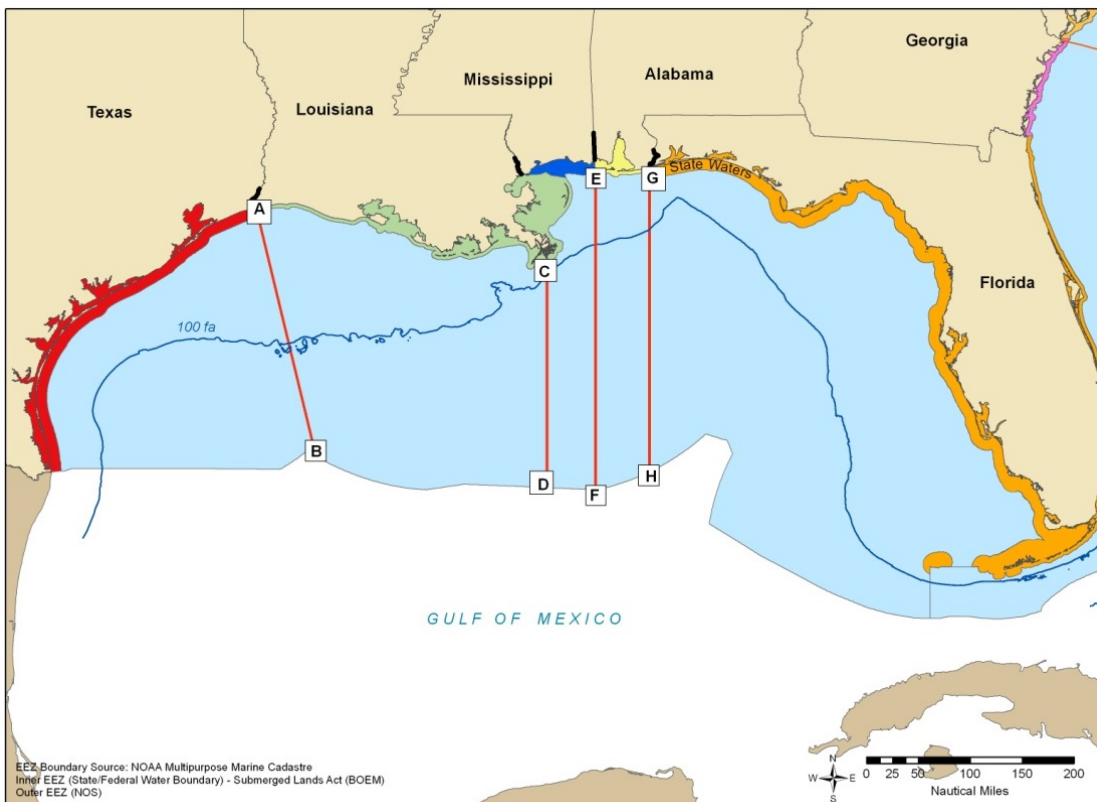 Georgia
Mississippi
Alabama
Texas
Louisiana
State Waters
E
G
A
C
Florida
100 fa
B
D
F
H
GULF OF MEXICO
EEZ Boundary Source: NOAA Multipurpose Marine Cadastre
Inner EEZ (State/Federal Water Boundary) - Submerged Lands Act (BOEM)
Outer EEZ (NOS)
N
W E
S
0 25 50 100 150 200
Nautical Miles